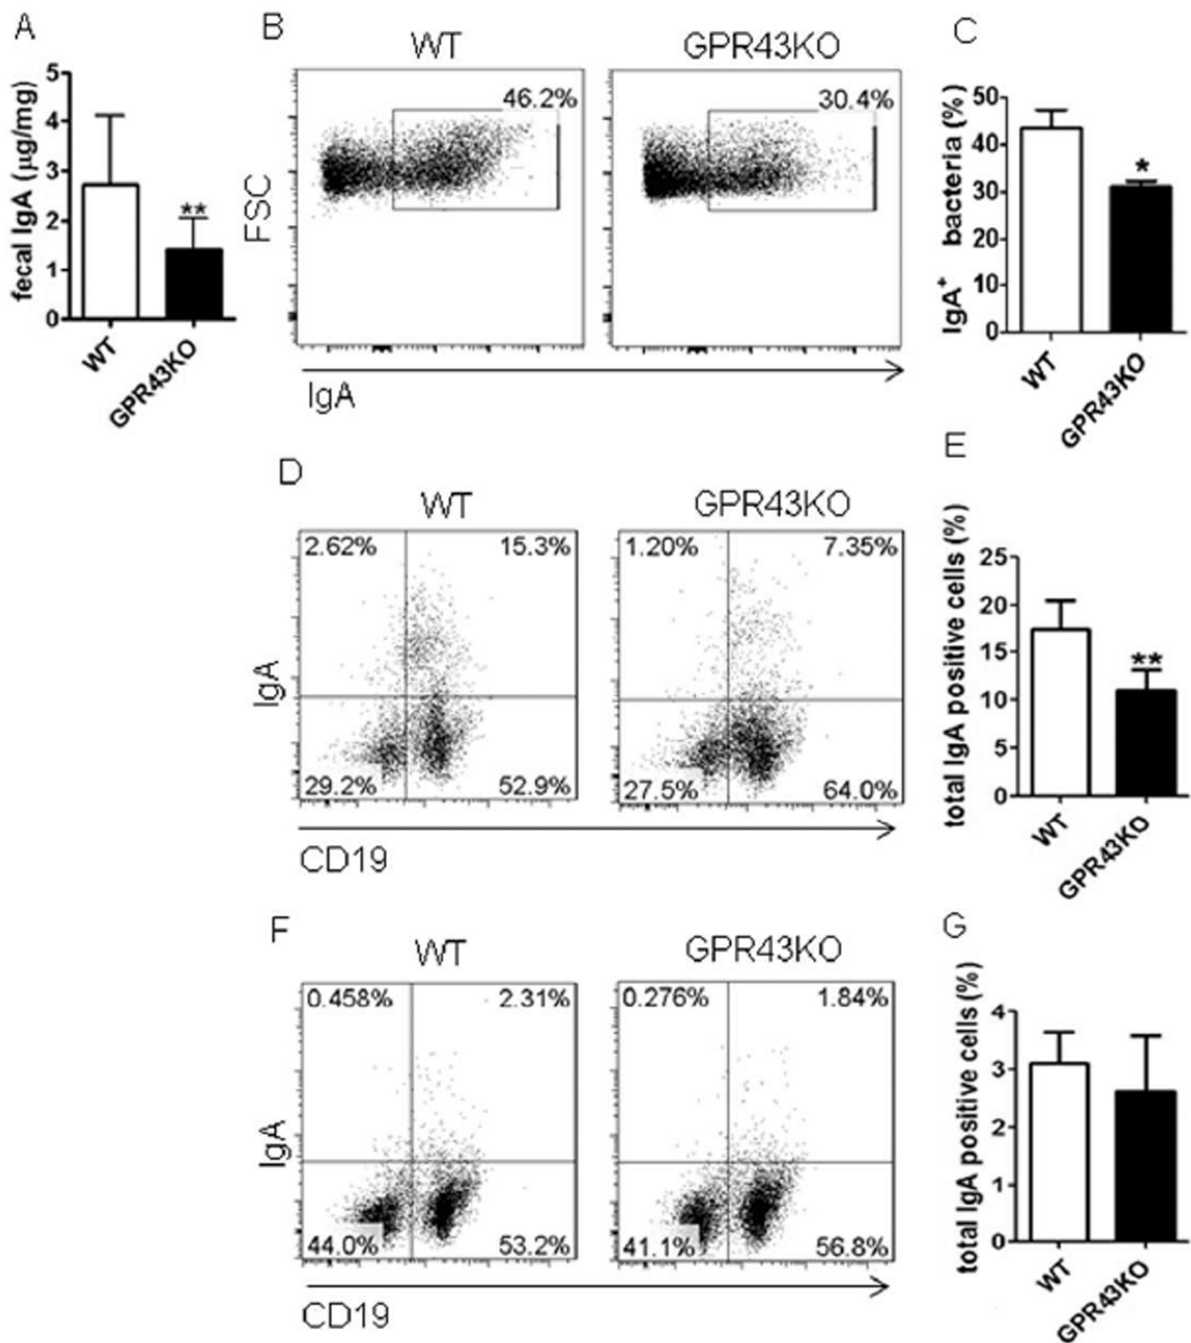 A
fecal IgA (µg/mg)
5
4
3
2
1
0
**
WT
GPR43KO
B
WT
GPR43KO
46.2%
30.4%
FSC
IgA
C
IgA+ bacteria (%)
50
40
30
20
10
0
*
WT
GPR43KO
D
WT
GPR43KO
2.62% 15.3%
29.2% 52.9%
1.20% 7.35%
27.5% 64.0%
IgA
CD19
E
total IgA positive cells (%)
25
20
15
10
5
0
**
WT
GPR43KO
F
WT
GPR43KO
0.458% 2.31%
44.0% 53.2%
0.276% 1.84%
41.1% 56.8%
IgA
CD19
G
total IgA positive cells (%)
4
3
2
1
0
WT
GPR43KO